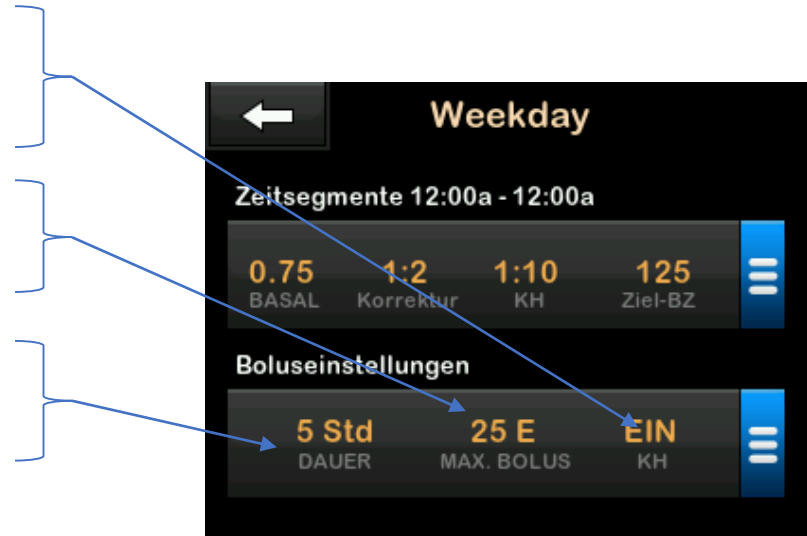 Weekday
Zeitsegmente 12:00a - 12:00a
0.75 1:2 1:10 125
BASAL Korrektur KH Ziel-BZ
Boluseinstellungen
5 Std 25 E EIN
DAUER MAX. BOLUS KH